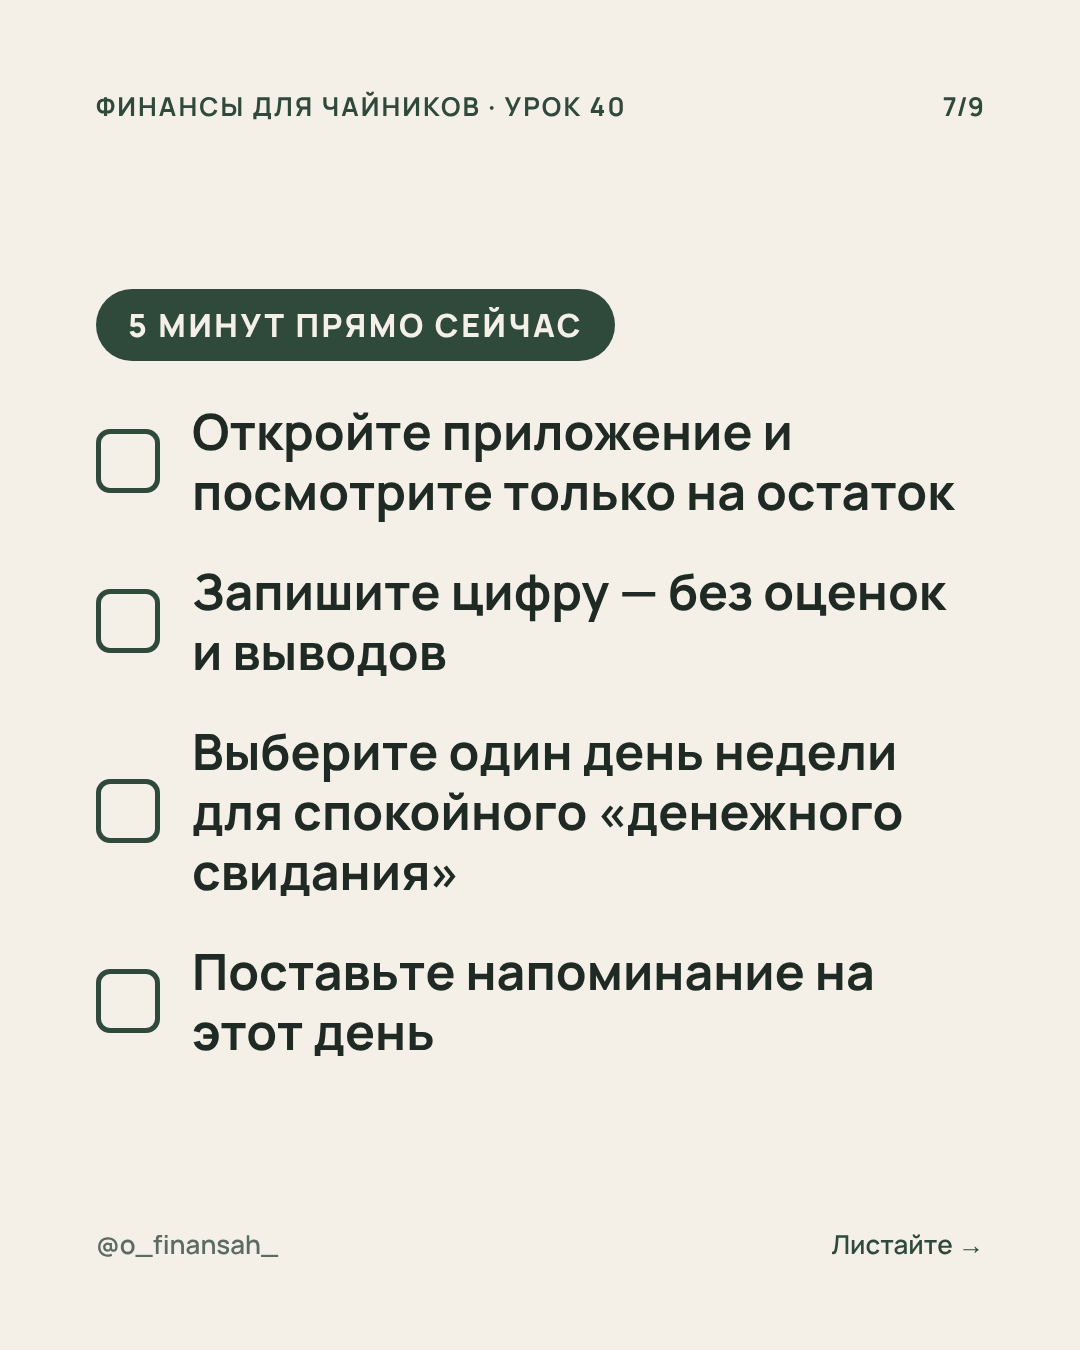 ФИНАНСЫ ДЛЯ ЧАЙНИКОВ · УРОК 40
7/9
5 МИНУТ ПРЯМО СЕЙЧАС
Откройте приложение и
посмотрите только на остаток
Запишите цифру — без оценок
и выводов
Выберите один день недели
для спокойного «денежного
свидания»
Поставьте напоминание на
этот день
@o_finansah_
Листайте →